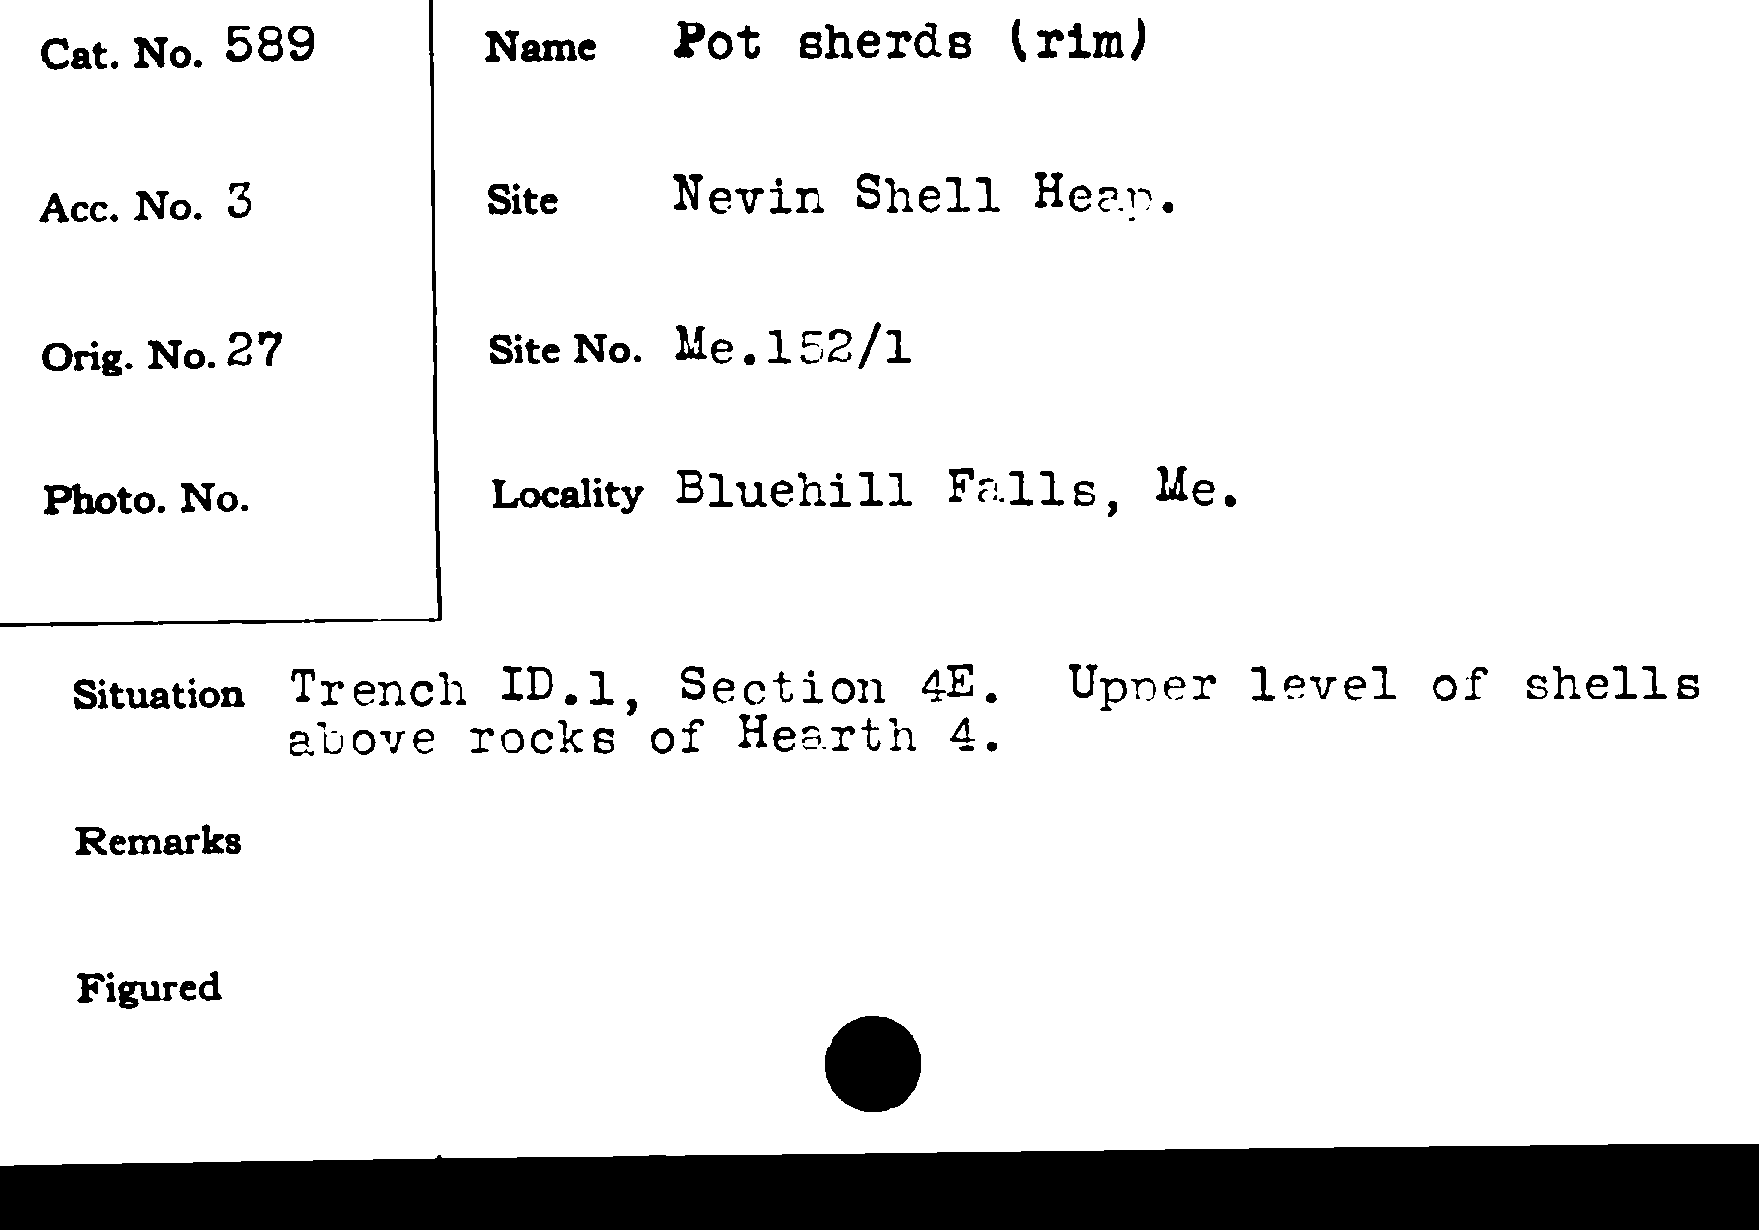 Cat. No. 589
Name Pot sherds (rim)
Acc. No. 3
Site Nevin Shell Heap.
Orig. No. 27
Site No. Me.152/1
Photo. No.
Locality Bluehill Falls, Me.
Situation Trench ID.1, Section 4E. Upper level of shells
above rocks of Hearth 4.
Remarks
Figured